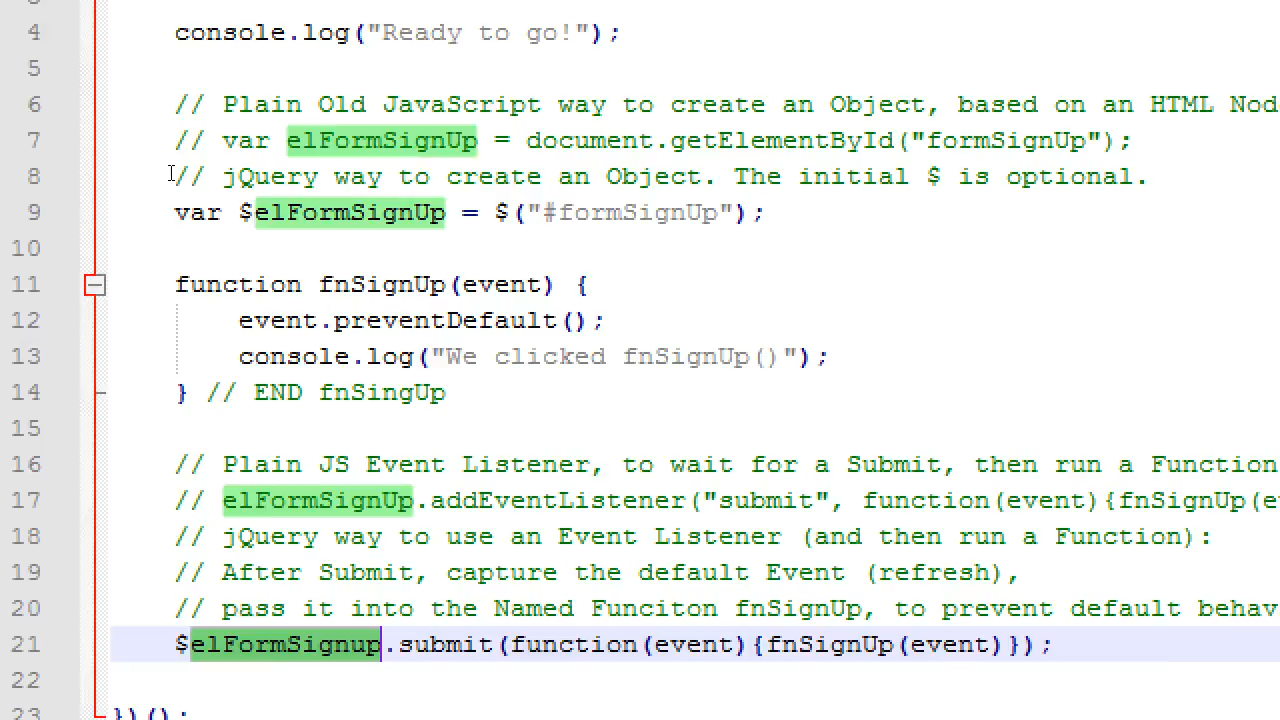 4 console.log("Ready to go!");
5
6 // Plain Old JavaScript way to create an Object, based on an HTML Nod
7 // var elFormSignUp = document.getElementById("formSignUp");
8 // jQuery way to create an Object. The initial $ is optional.
9 var $elFormSignUp = $("#formSignUp");
10
11 function fnSignUp(event) {
12 event.preventDefault();
13 console.log("We clicked fnSignUp()");
14 } // END fnSingUp
15
16 // Plain JS Event Listener, to wait for a Submit, then run a Function
17 // elFormSignUp.addEventListener("submit", function(event){fnSignUp(e
18 // jQuery way to use an Event Listener (and then run a Function):
19 // After Submit, capture the default Event (refresh),
20 // pass it into the Named Funciton fnSignUp, to prevent default behav
21 $elFormSignup.submit(function(event){fnSignUp(event)});
22
23 })();